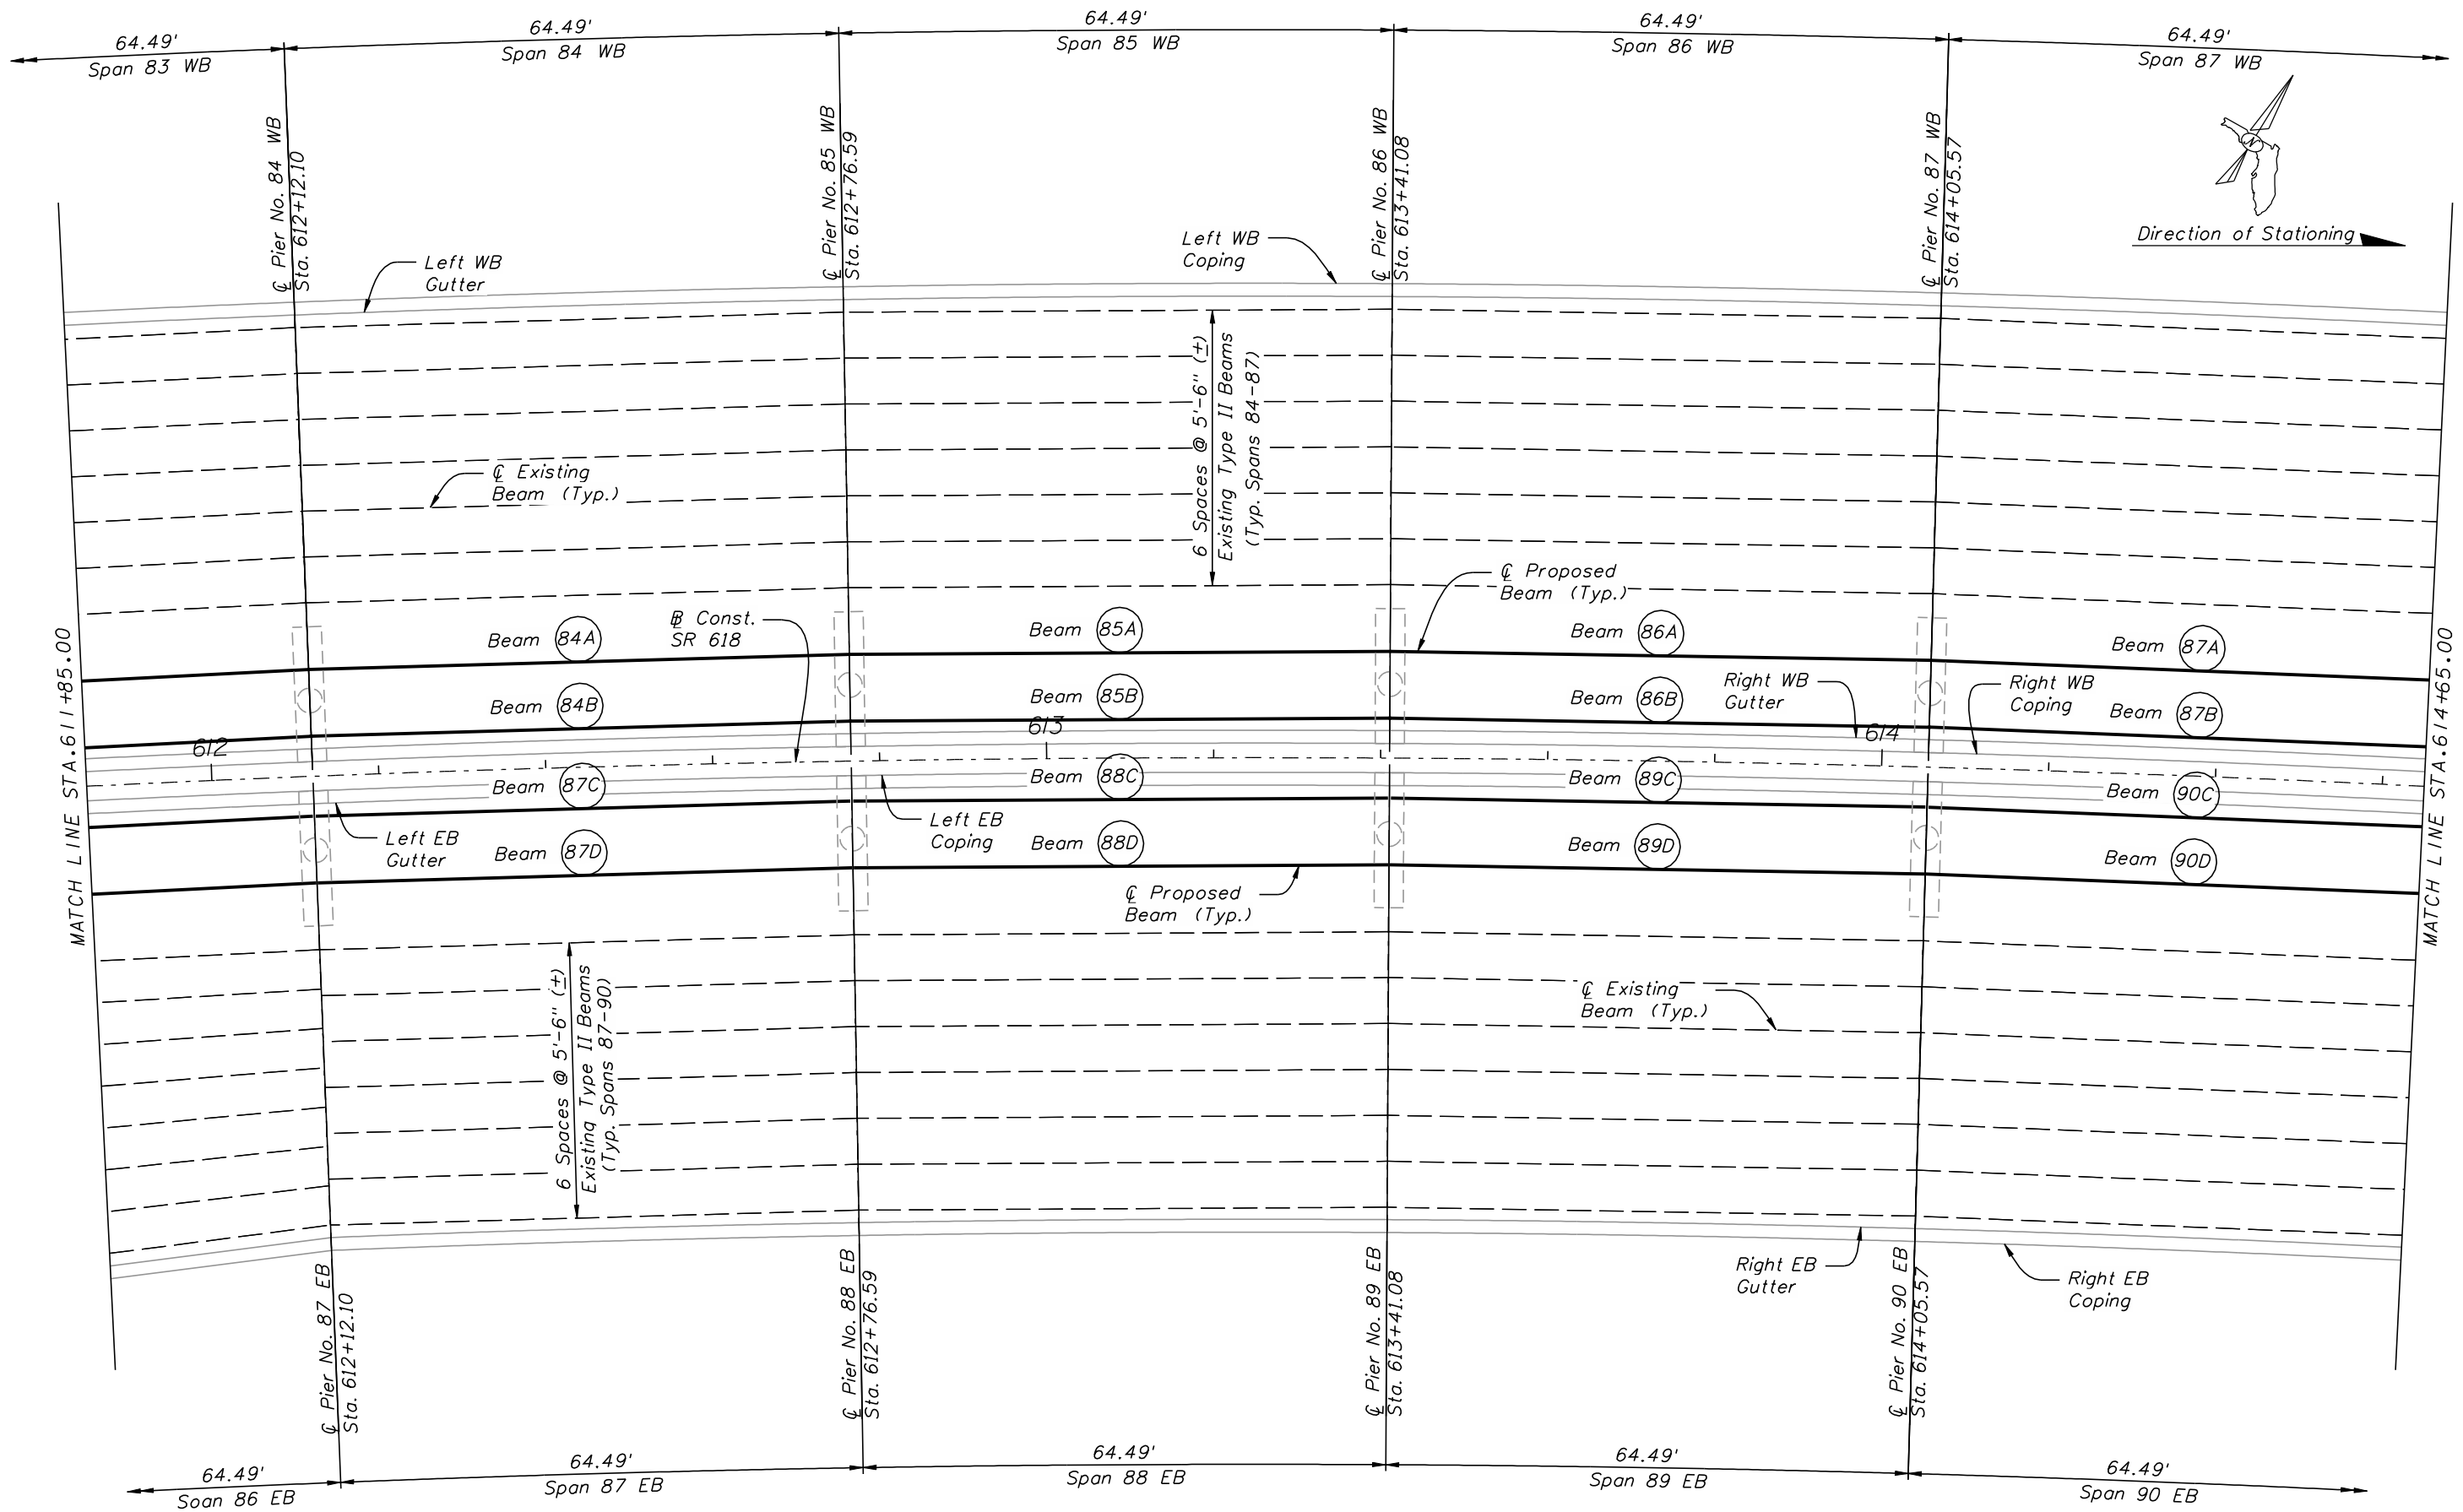 64.49'
Span 83 WB
64.49'
Span 84 WB
64.49'
Span 85 WB
64.49'
Span 86 WB
64.49'
Span 87 WB
℄ Pier No. 84 WB
Sta. 612+12.10
℄ Pier No. 85 WB
Sta. 612+76.59
℄ Pier No. 86 WB
Sta. 613+41.08
℄ Pier No. 87 WB
Sta. 614+05.57
N
Direction of Stationing
Left WB
Gutter
Left WB
Coping
6 Spaces @ 5'-6" (±)
Existing Type II Beams
(Typ. Spans 84-87)
℄ Existing
Beam (Typ.)
℄ Proposed
Beam (Typ.)
MATCH LINE STA.611+85.00
MATCH LINE STA.614+65.00
Beam 84A
Beam 85A
Beam 86A
Beam 87A
B Const.
SR 618
Beam 84B
Beam 85B
Beam 86B
Beam 87B
Right WB
Gutter
Right WB
Coping
612
613
614
Beam 87C
Beam 88C
Beam 89C
Beam 90C
Left EB
Gutter
Left EB
Coping
Beam 87D
Beam 88D
Beam 89D
Beam 90D
℄ Proposed
Beam (Typ.)
6 Spaces @ 5'-6" (±)
Existing Type II Beams
(Typ. Spans 87-90)
℄ Existing
Beam (Typ.)
Right EB
Gutter
Right EB
Coping
℄ Pier No. 87 EB
Sta. 612+12.10
℄ Pier No. 88 EB
Sta. 612+76.59
℄ Pier No. 89 EB
Sta. 613+41.08
℄ Pier No. 90 EB
Sta. 614+05.57
64.49'
Soan 86 EB
64.49'
Span 87 EB
64.49'
Span 88 EB
64.49'
Span 89 EB
64.49'
Span 90 EB